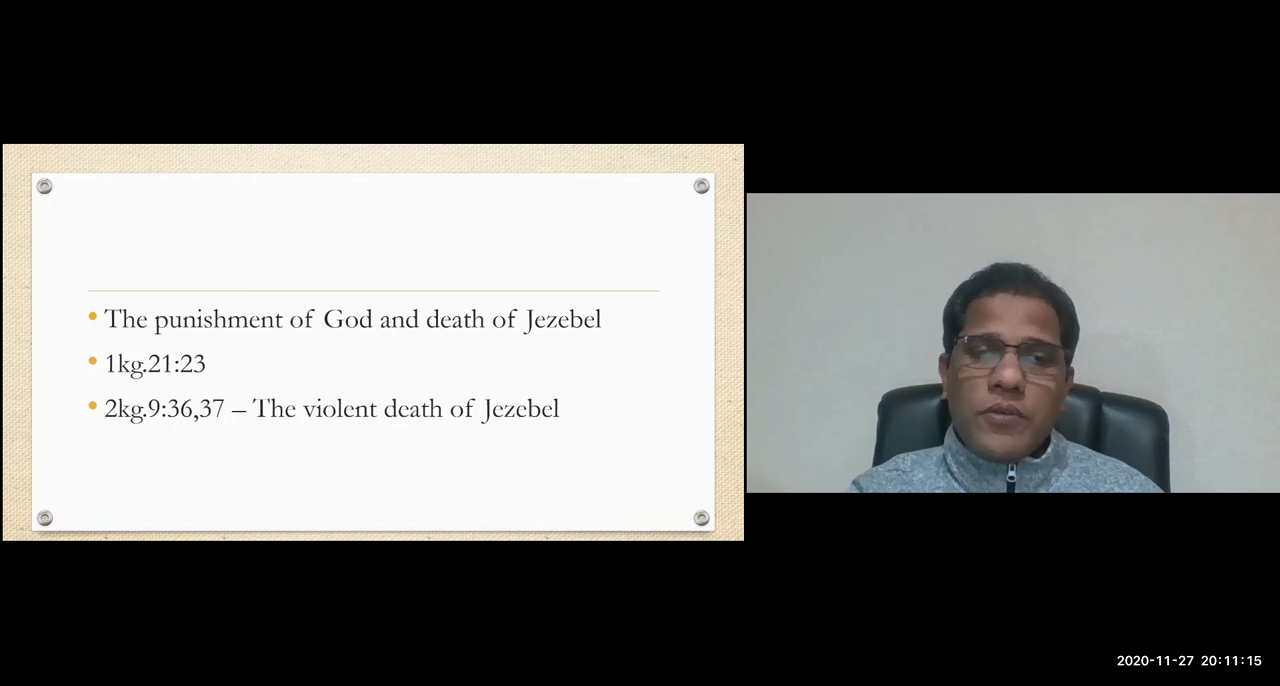 The punishment of God and death of Jezebel
1kg.21:23
2kg.9:36,37 – The violent death of Jezebel
2020-11-27 20:11:15